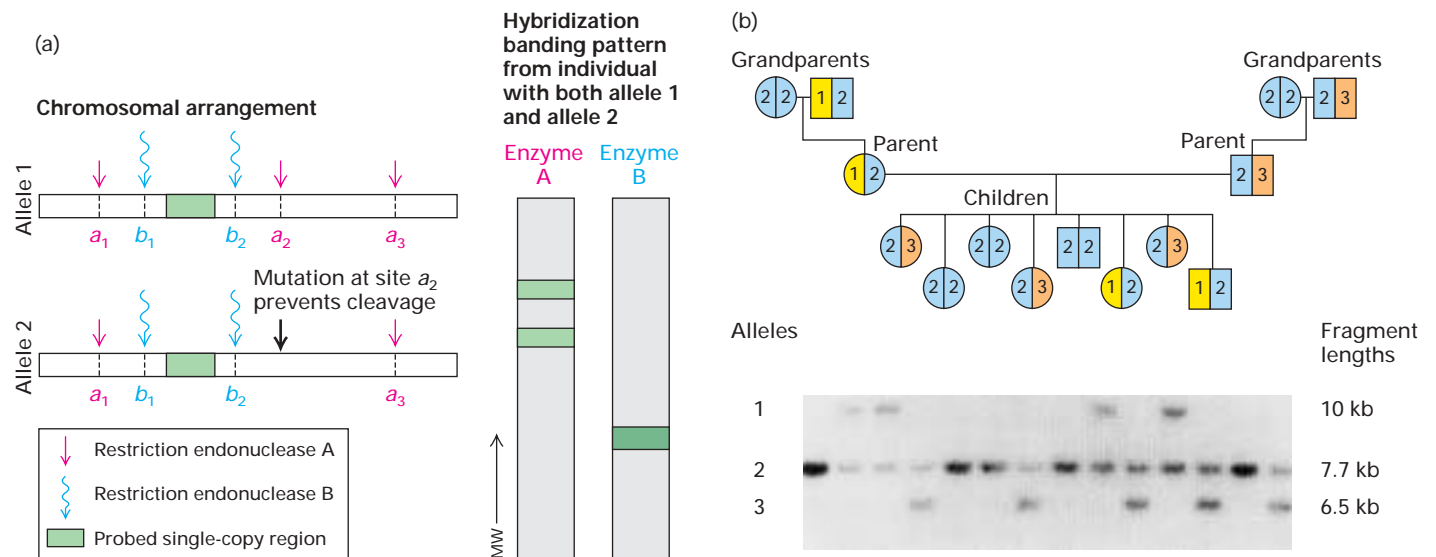 (a)
Chromosomal arrangement
Allele 1
a1 b1 b2 a2 a3
Mutation at site a2
prevents cleavage
Allele 2
a1 b1 b2 a3
Restriction endonuclease A
Restriction endonuclease B
Probed single-copy region
Hybridization
banding pattern
from individual
with both allele 1
and allele 2
Enzyme
A
Enzyme
B
MW
(b)
Grandparents
Grandparents
2 2 1 2
2 2 2 3
Parent
Parent
1 2
2 3
Children
2 3 2 2 2 2 2 3
2 2 2 3 1 2 1 2
Alleles
Fragment
lengths
1 10 kb
2 7.7 kb
3 6.5 kb